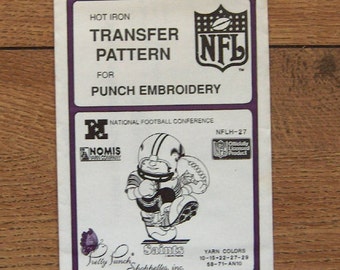 HOT IRON
TRANSFER
PATTERN
FOR
PUNCH EMBROIDERY
NFL
NATIONAL FOOTBALL CONFERENCE
NFLH-27
NOMIS
Officially
Licensed
Product
Saints
Pretty Punch
YARN COLORS
10-15-22-27-29